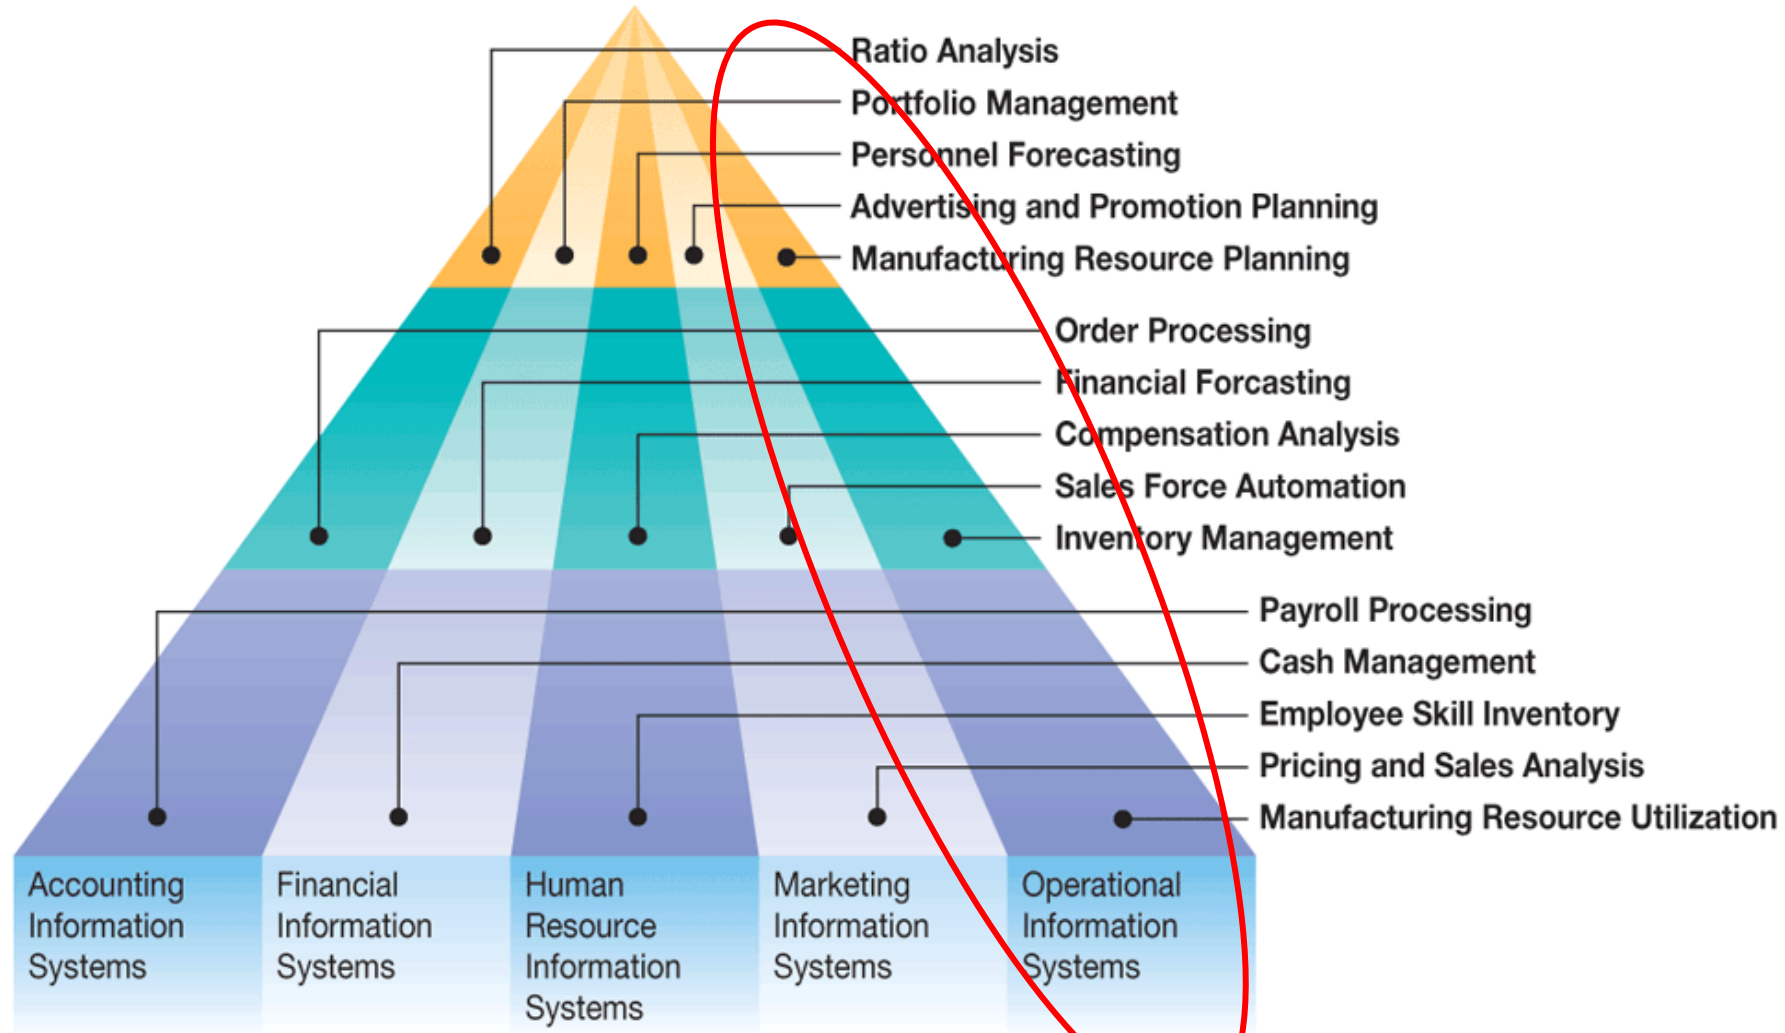 Ratio Analysis
Portfolio Management
Personnel Forecasting
Advertising and Promotion Planning
Manufacturing Resource Planning
Order Processing
Financial Forcasting
Compensation Analysis
Sales Force Automation
Inventory Management
Payroll Processing
Cash Management
Employee Skill Inventory
Pricing and Sales Analysis
Manufacturing Resource Utilization
Accounting
Information
Systems
Financial
Information
Systems
Human
Resource
Information
Systems
Marketing
Information
Systems
Operational
Information
Systems